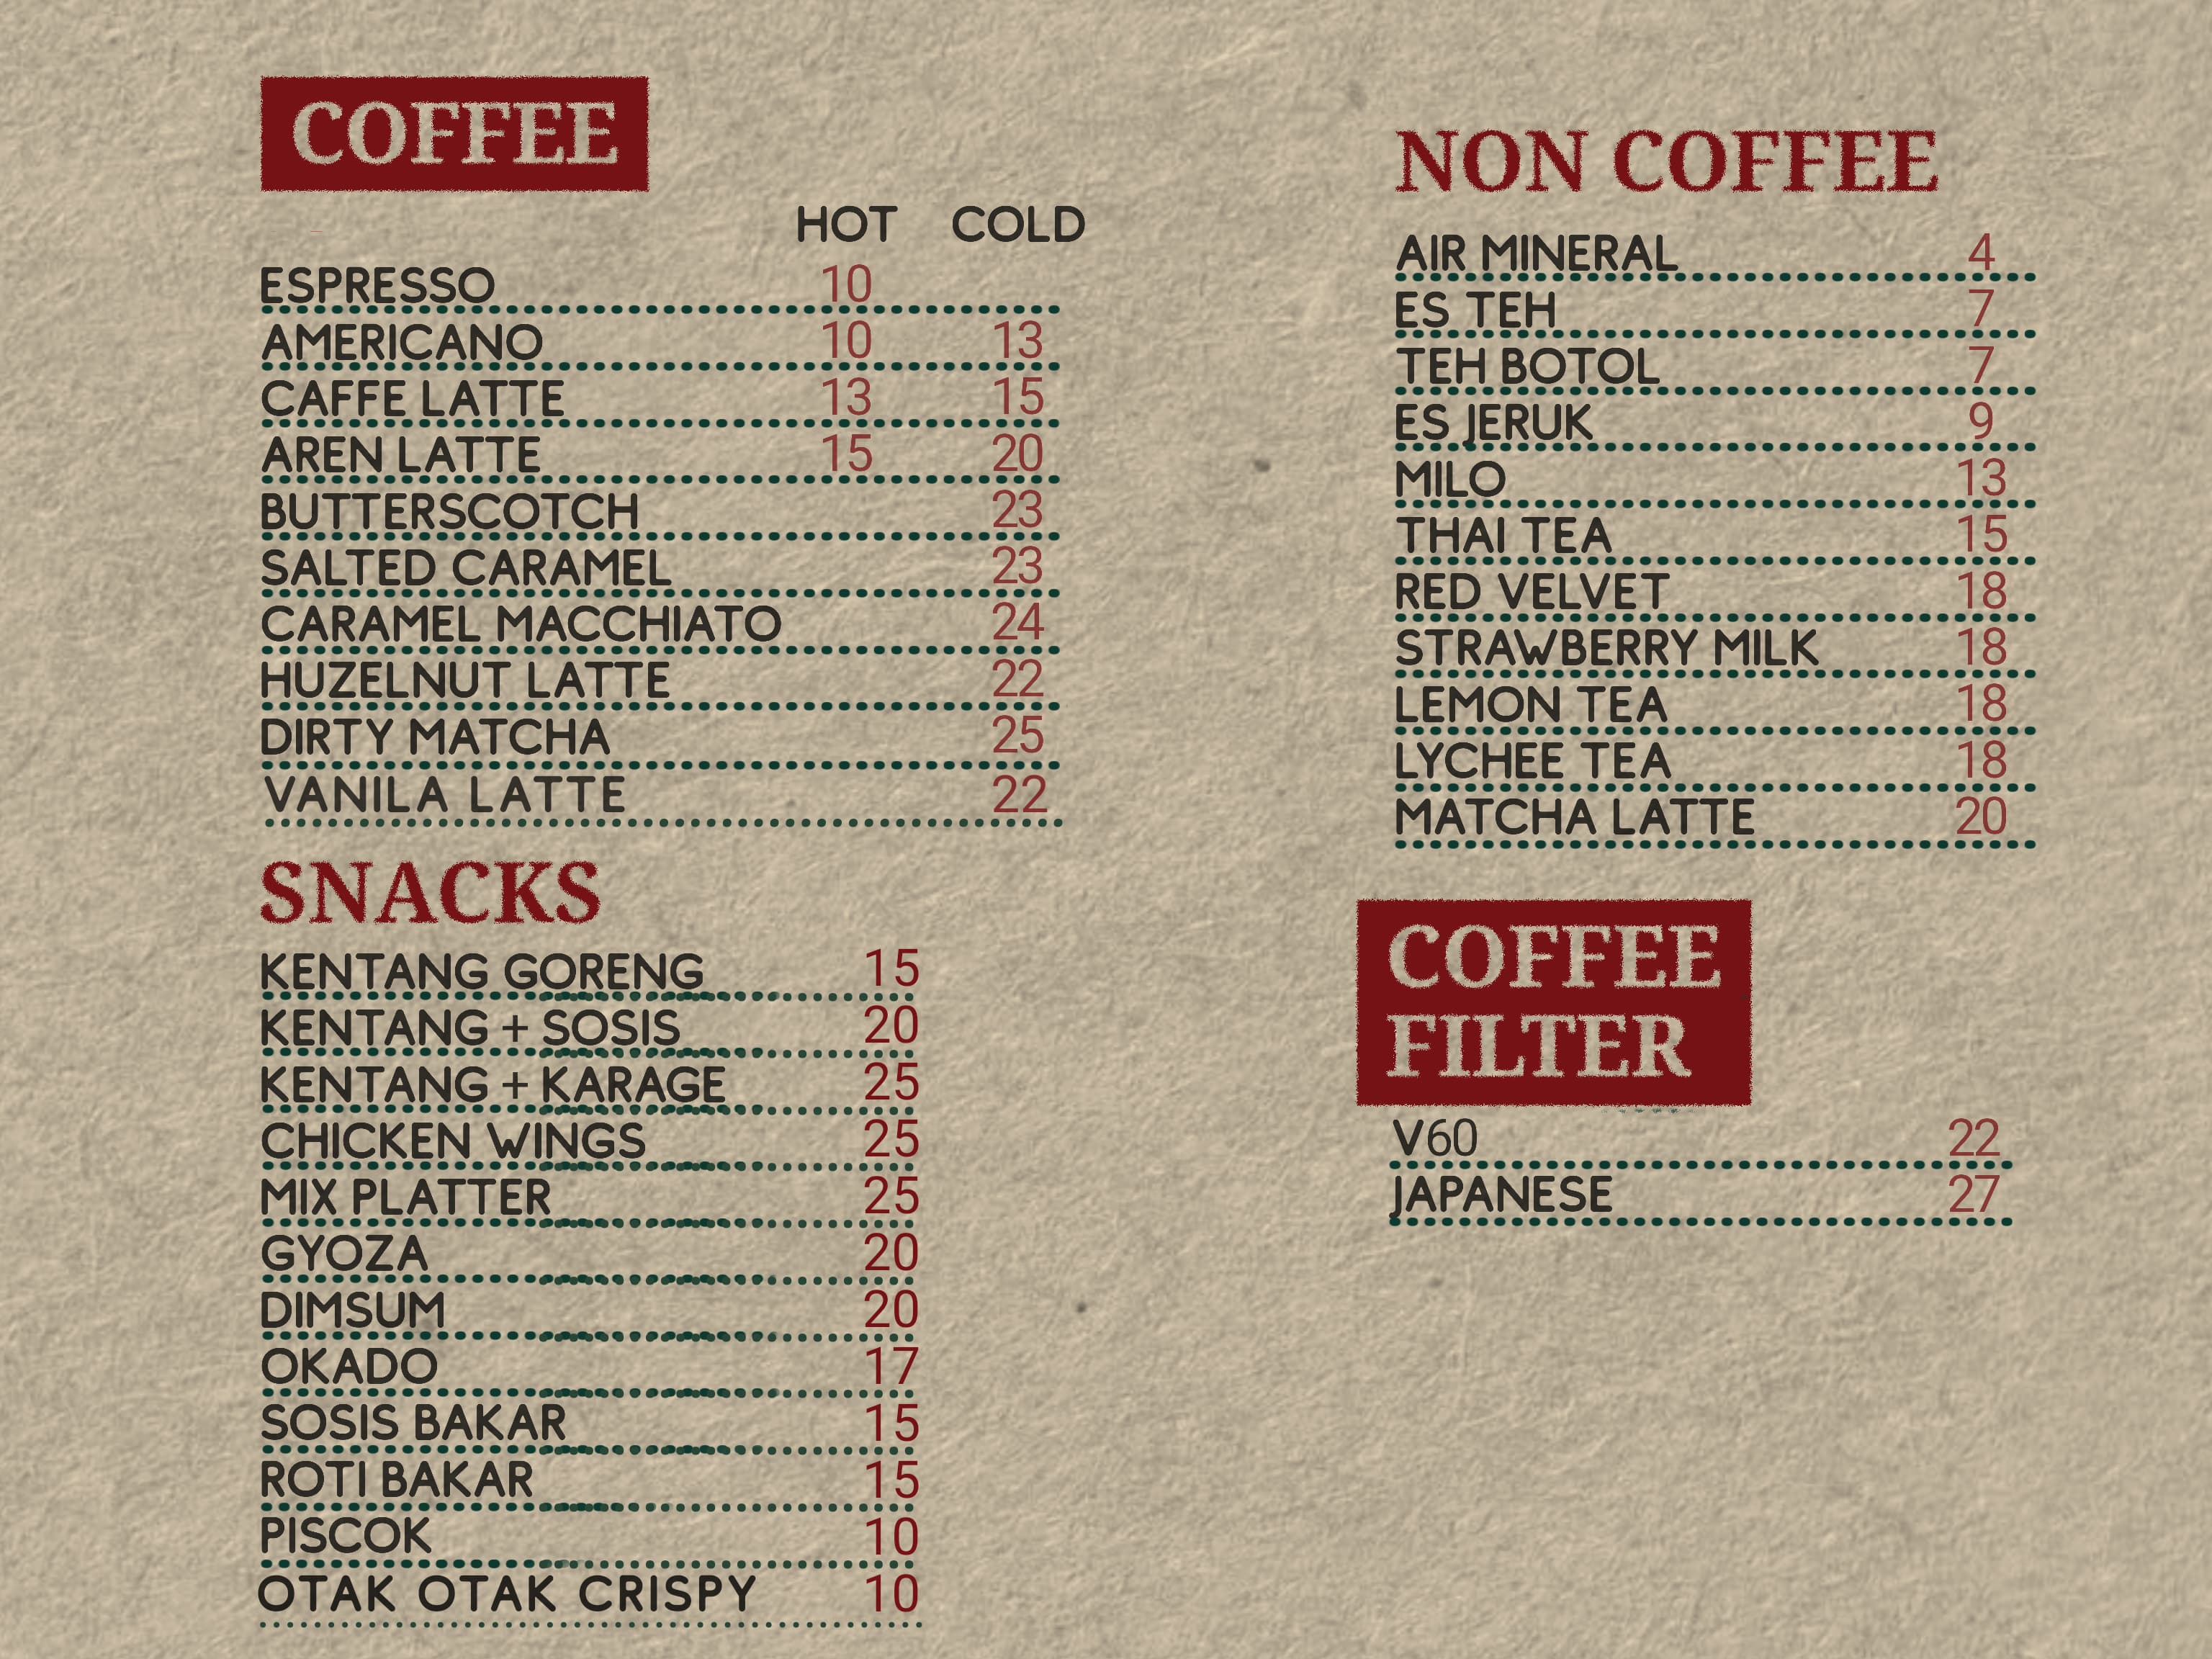 COFFEE
HOT COLD
ESPRESSO 10
AMERICANO 10 13
CAFFE LATTE 13 15
AREN LATTE 15 20
BUTTERSCOTCH 23
SALTED CARAMEL 23
CARAMEL MACCHIATO 24
HUZELNUT LATTE 22
DIRTY MATCHA 25
VANILA LATTE 22
SNACKS
KENTANG GORENG 15
KENTANG + SOSIS 20
KENTANG + KARAGE 25
CHICKEN WINGS 25
MIX PLATTER 25
GYOZA 20
DIMSUM 20
OKADO 17
SOSIS BAKAR 15
ROTI BAKAR 15
PISCOK 10
OTAK OTAK CRISPY 10
NON COFFEE
AIR MINERAL 4
ES TEH 7
TEH BOTOL 7
ES JERUK 9
MILO 13
THAI TEA 15
RED VELVET 18
STRAWBERRY MILK 18
LEMON TEA 18
LYCHEE TEA 18
MATCHA LATTE 20
COFFEE
FILTER
V60 22
JAPANESE 27